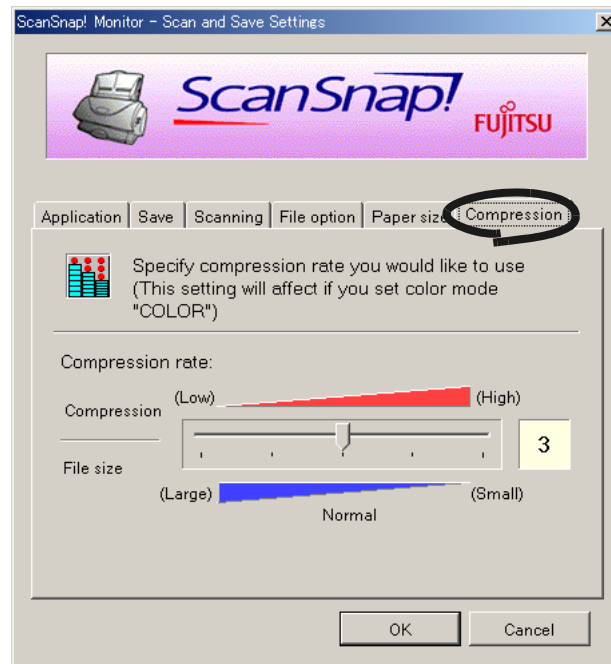 ScanSnap! Monitor - Scan and Save Settings
ScanSnap!
FUJITSU
Application Save Scanning File option Paper size Compression
Specify compression rate you would like to use
(This setting will affect if you set color mode
"COLOR")
Compression rate:
(Low) (High)
Compression
3
File size
(Large) (Small)
Normal
OK Cancel